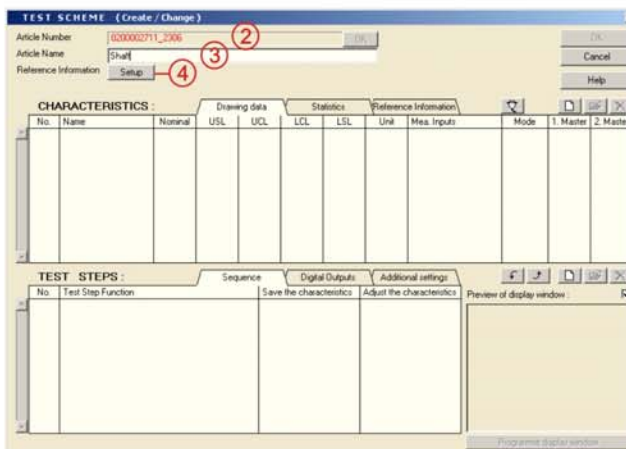 TEST SCHEME (Create / Change)
Article Number 0200002711_2306 ② OK
OK
Article Name Shaft ③
Cancel
Reference Information Setup ④
Help
CHARACTERISTICS : Drawing data Statistics Reference Information
No. Name Nominal USL UCL LCL LSL Unit Mea. Inputs Mode 1. Master 2. Maste
TEST STEPS : Sequence Digital Outputs Additional settings
No. Test Step Function Save the characteristics Adjust the characteristics Preview of display window :
Programme display window